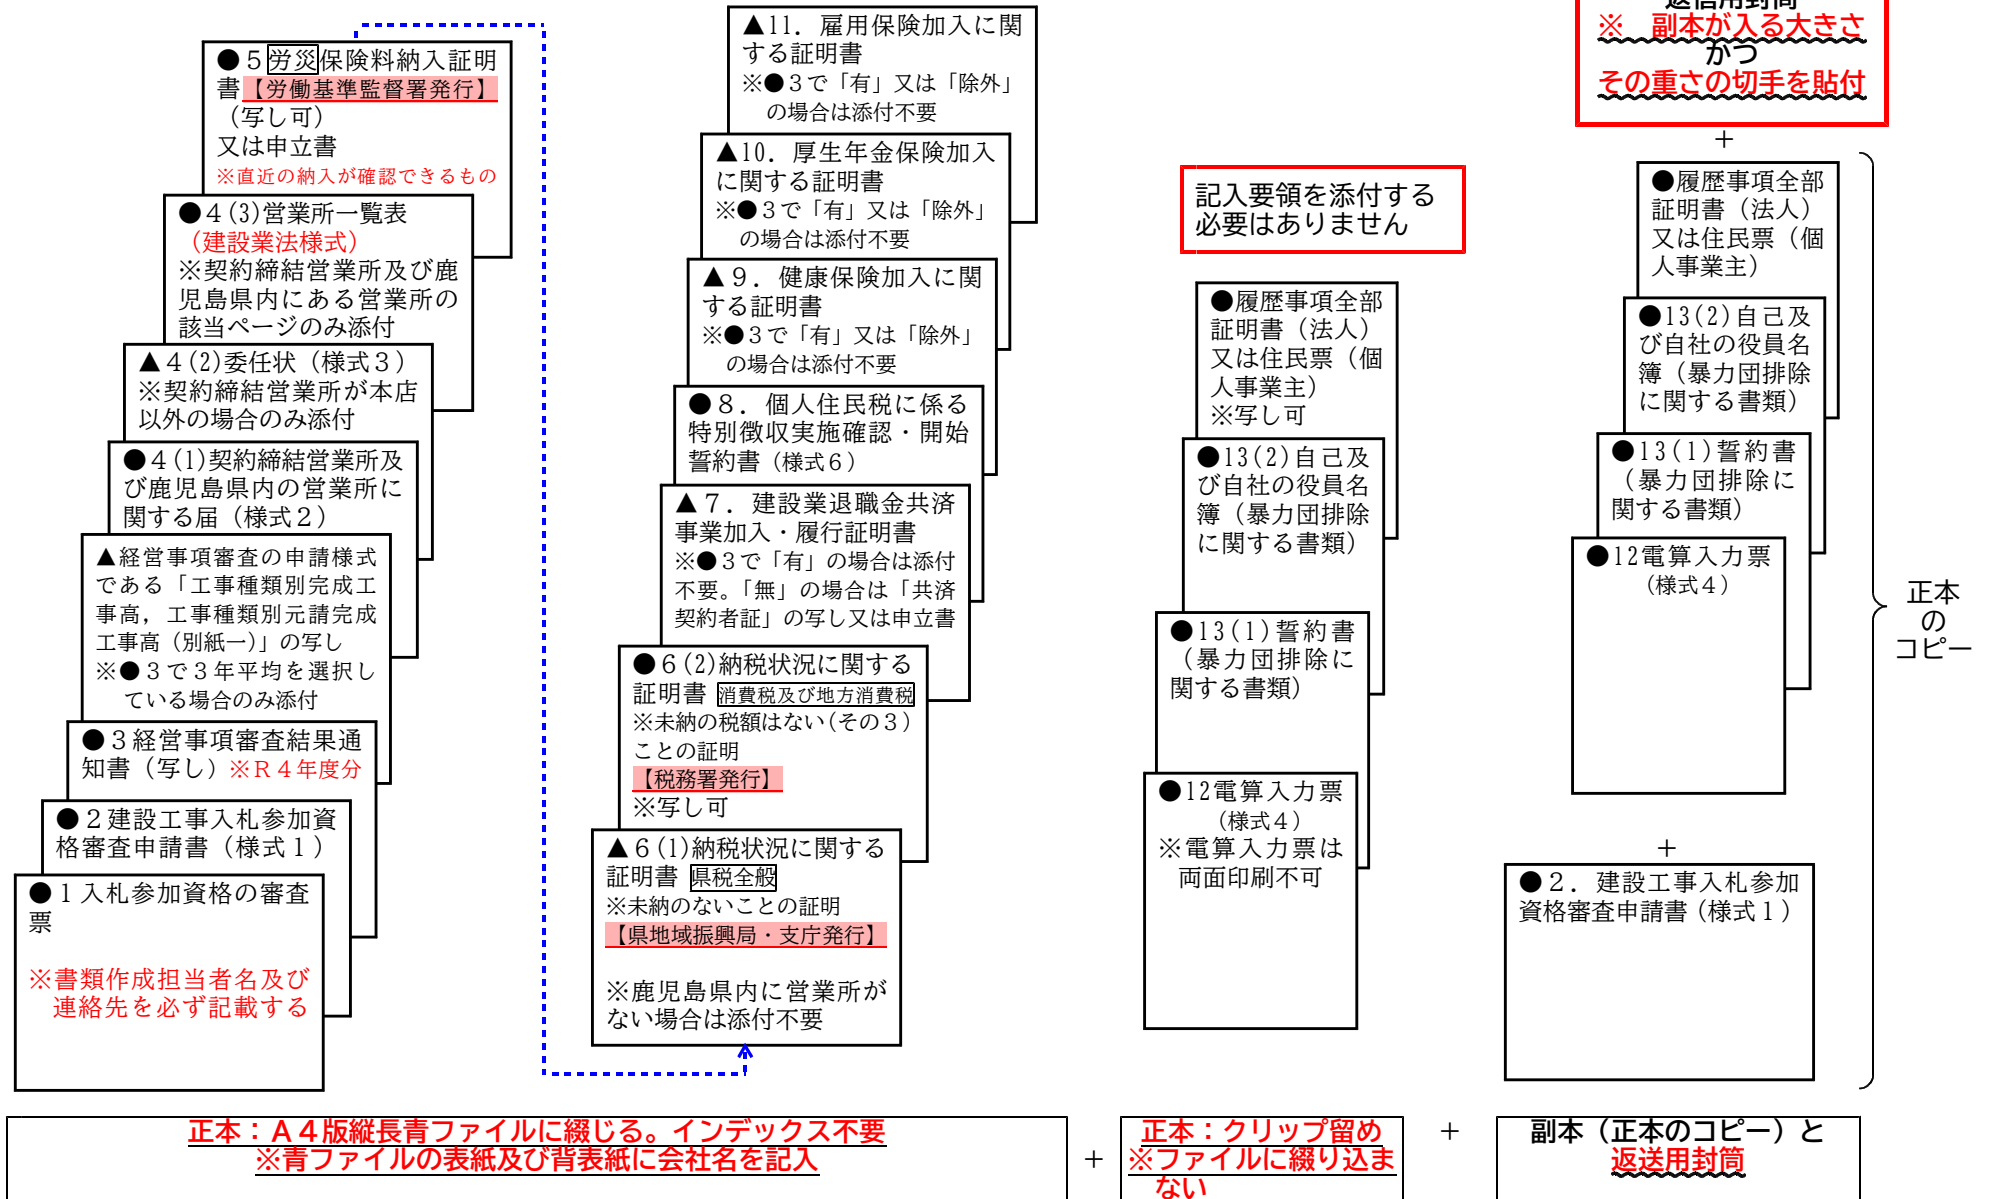 ●５労災保険料納入証明
書【労働基準監督署発行】
（写し可）
又は申立書
※直近の納入が確認できるもの
●４(3)営業所一覧表
（建設業法様式）
※契約締結営業所及び鹿
児島県内にある営業所の
該当ページのみ添付
▲４(2)委任状（様式３）
※契約締結営業所が本店
以外の場合のみ添付
●４(1)契約締結営業所及
び鹿児島県内の営業所に
関する届（様式２）
▲経営事項審査の申請様式
である「工事種類別完成工
事高，工事種類別元請完成
工事高（別紙一）」の写し
※●３で３年平均を選択し
ている場合のみ添付
●３経営事項審査結果通
知書（写し）※Ｒ４年度分
●２建設工事入札参加資
格審査申請書（様式１）
●１入札参加資格の審査
票
※書類作成担当者名及び
連絡先を必ず記載する
▲11．雇用保険加入に関
する証明書
※●３で「有」又は「除外」
の場合は添付不要
▲10．厚生年金保険加入
に関する証明書
※●３で「有」又は「除外」
の場合は添付不要
▲９．健康保険加入に関
する証明書
※●３で「有」又は「除外」
の場合は添付不要
●８．個人住民税に係る
特別徴収実施確認・開始
誓約書（様式６）
▲７．建設業退職金共済
事業加入・履行証明書
※●３で「有」の場合は添付
不要。「無」の場合は「共済
契約者証」の写し又は申立書
●６(2)納税状況に関する
証明書 消費税及び地方消費税
※未納の税額はない（その３）
ことの証明
【税務署発行】
※写し可
▲６(1)納税状況に関する
証明書 県税全般
※未納のないことの証明
【県地域振興局・支庁発行】
※鹿児島県内に営業所が
ない場合は添付不要
記入要領を添付する
必要はありません
●履歴事項全部
証明書（法人）
又は住民票（個
人事業主）
※写し可
●13(2)自己及
び自社の役員名
簿（暴力団排除
に関する書類）
●13(1)誓約書
（暴力団排除に
関する書類）
●12電算入力票
（様式４）
※電算入力票は
両面印刷不可
返信用封筒
※　副本が入る大きさ
かつ
その重さの切手を貼付
＋
●履歴事項全部
証明書（法人）
又は住民票（個
人事業主）
●13(2)自己及
び自社の役員名
簿（暴力団排除
に関する書類）
●13(1)誓約書
（暴力団排除に
関する書類）
●12電算入力票
（様式４）
＋
●２．建設工事入札参加
資格審査申請書（様式１）
正本
の
コピー
正本：Ａ４版縦長青ファイルに綴じる。インデックス不要
※青ファイルの表紙及び背表紙に会社名を記入
＋
正本：クリップ留め
※ファイルに綴り込ま
ない
＋
副本（正本のコピー）と
返送用封筒